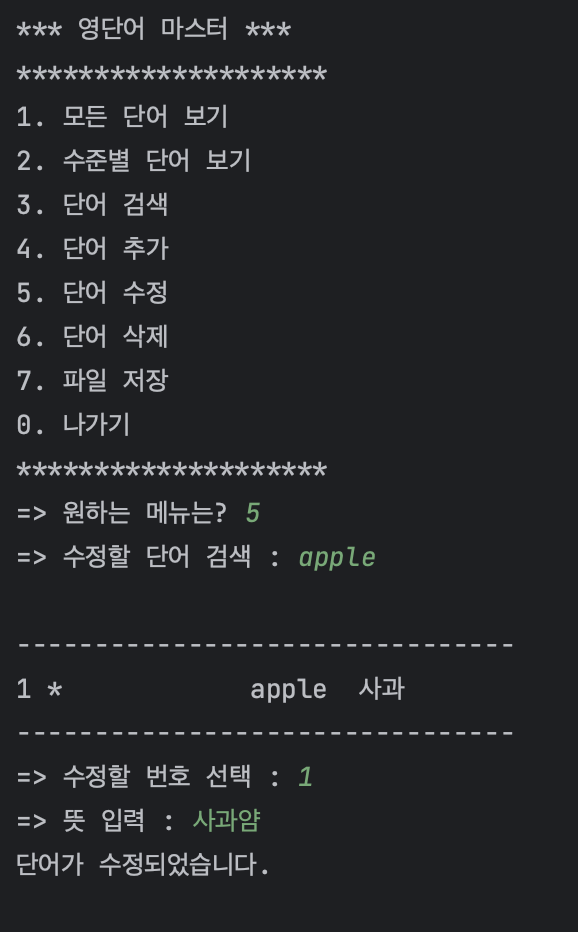 *** 영단어 마스터 ***
********************
1. 모든 단어 보기
2. 수준별 단어 보기
3. 단어 검색
4. 단어 추가
5. 단어 수정
6. 단어 삭제
7. 파일 저장
0. 나가기
********************
=> 원하는 메뉴는? 5
=> 수정할 단어 검색 : apple
--------------------------------
1 *            apple  사과
--------------------------------
=> 수정할 번호 선택 : 1
=> 뜻 입력 : 사과얌
단어가 수정되었습니다.